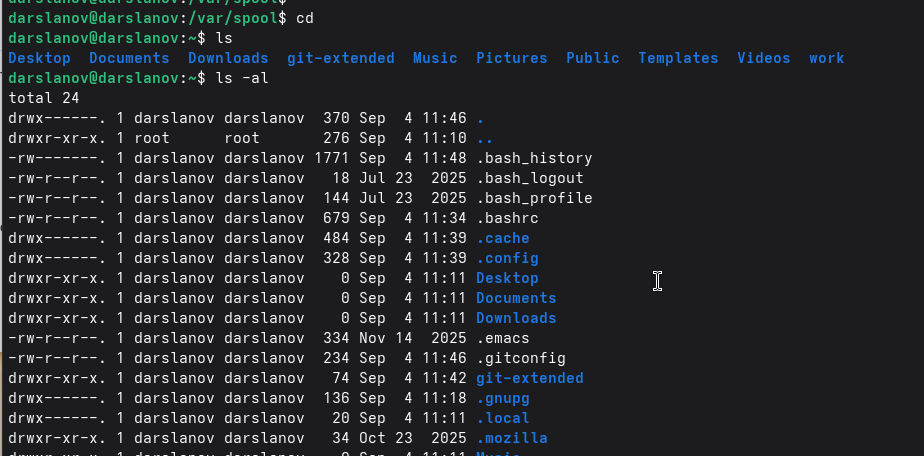 darslanov@darslanov:/var/spool$ cd
darslanov@darslanov:~$ ls
Desktop  Documents  Downloads  git-extended  Music  Pictures  Public  Templates  Videos  work
darslanov@darslanov:~$ ls -al
total 24
drwx------. 1 darslanov darslanov  370 Sep  4 11:46 .
drwxr-xr-x. 1 root      root       276 Sep  4 11:10 ..
-rw-------. 1 darslanov darslanov 1771 Sep  4 11:48 .bash_history
-rw-r--r--. 1 darslanov darslanov   18 Jul 23  2025 .bash_logout
-rw-r--r--. 1 darslanov darslanov  144 Jul 23  2025 .bash_profile
-rw-r--r--. 1 darslanov darslanov  679 Sep  4 11:34 .bashrc
drwx------. 1 darslanov darslanov  484 Sep  4 11:39 .cache
drwx------. 1 darslanov darslanov  328 Sep  4 11:39 .config
drwxr-xr-x. 1 darslanov darslanov    0 Sep  4 11:11 Desktop
drwxr-xr-x. 1 darslanov darslanov    0 Sep  4 11:11 Documents
drwxr-xr-x. 1 darslanov darslanov    0 Sep  4 11:11 Downloads
-rw-r--r--. 1 darslanov darslanov  334 Nov 14  2025 .emacs
-rw-r--r--. 1 darslanov darslanov  234 Sep  4 11:46 .gitconfig
drwxr-xr-x. 1 darslanov darslanov   74 Sep  4 11:42 git-extended
drwx------. 1 darslanov darslanov  136 Sep  4 11:18 .gnupg
drwx------. 1 darslanov darslanov   20 Sep  4 11:11 .local
drwxr-xr-x. 1 darslanov darslanov   34 Oct 23  2025 .mozilla